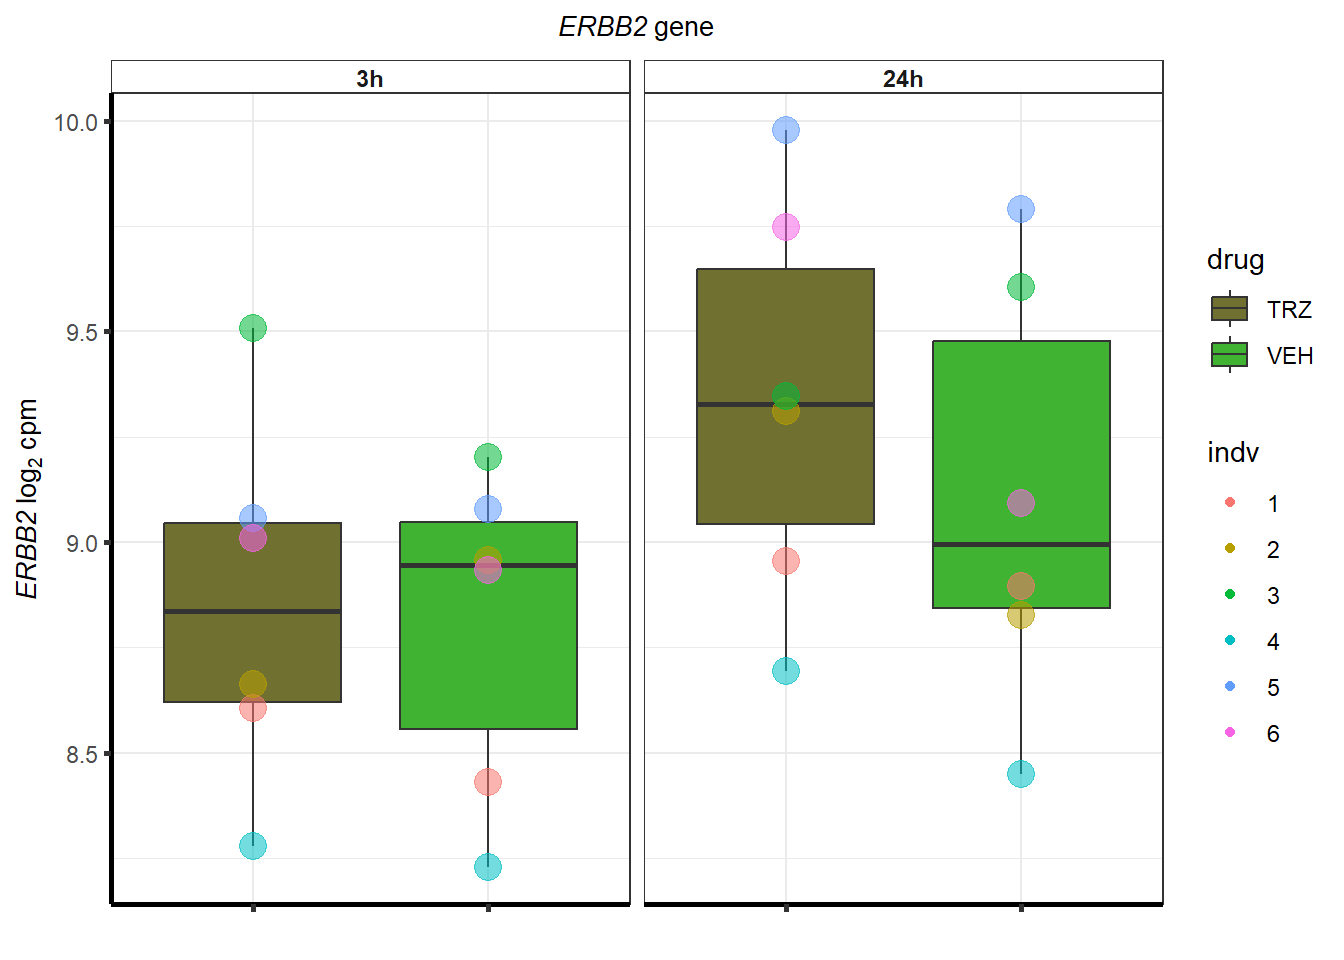 ERBB2 gene
3h
24h
10.0
9.5
9.0
8.5
ERBB2 log₂ cpm
drug
TRZ
VEH
indv
1
2
3
4
5
6